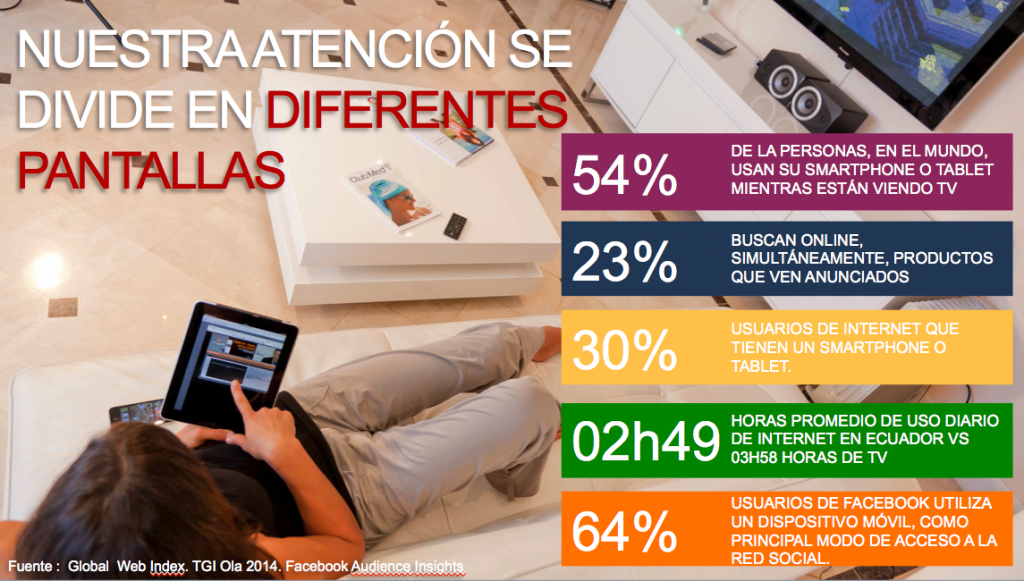 NUESTRA ATENCIÓN SE
DIVIDE EN DIFERENTES
PANTALLAS
54%
DE LA PERSONAS, EN EL MUNDO,
USAN SU SMARTPHONE O TABLET
MIENTRAS ESTÁN VIENDO TV
23%
BUSCAN ONLINE,
SIMULTÁNEAMENTE, PRODUCTOS
QUE VEN ANUNCIADOS
30%
USUARIOS DE INTERNET QUE
TIENEN UN SMARTPHONE O
TABLET.
02h49
HORAS PROMEDIO DE USO DIARIO
DE INTERNET EN ECUADOR VS
03H58 HORAS DE TV
64%
USUARIOS DE FACEBOOK UTILIZA
UN DISPOSITIVO MÓVIL, COMO
PRINCIPAL MODO DE ACCESO A LA
RED SOCIAL.
Club Med
Fuente : Global Web Index. TGI Ola 2014. Facebook Audience Insights